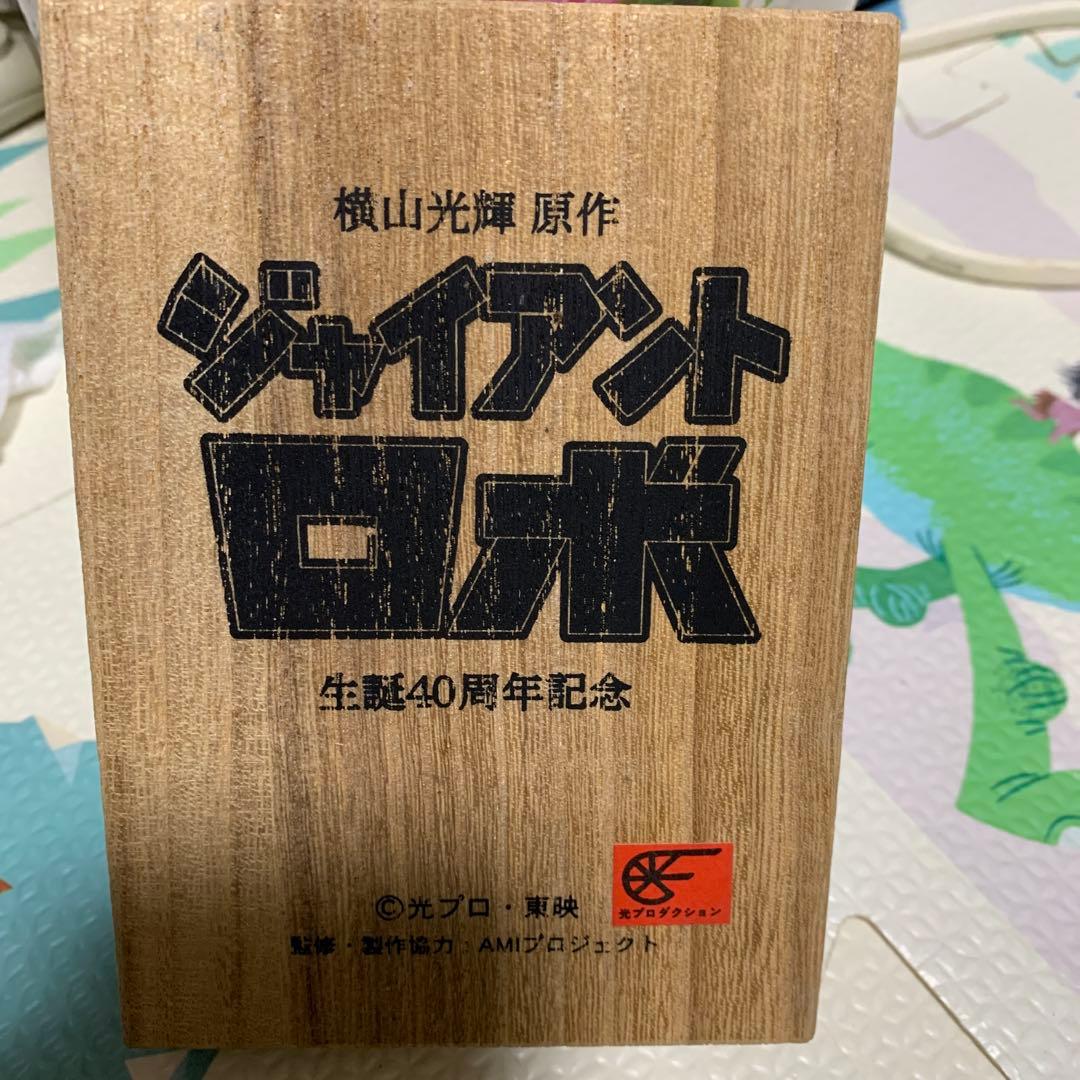 横山光輝 原作
ジャイアント
ロボ
生誕40周年記念
©光プロ・東映
光プロダクション
監修・製作協力：AMIプロジェクト